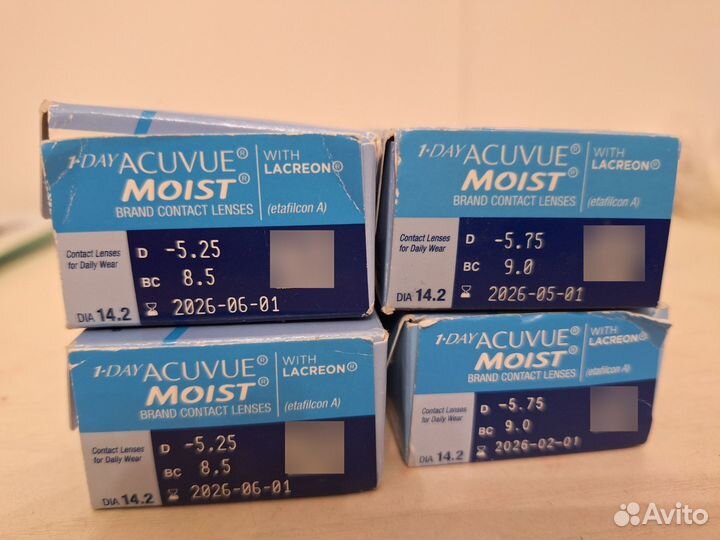 1·DAY ACUVUE® MOIST® WITH LACREON®
BRAND CONTACT LENSES (etafilcon A)
Contact Lenses for Daily Wear
D -5.25
BC 8.5
DIA 14.2
2026-06-01
1·DAY ACUVUE® MOIST® WITH LACREON®
BRAND CONTACT LENSES (etafilcon A)
Contact Lenses for Daily Wear
D -5.75
BC 9.0
DIA 14.2
2026-05-01
1·DAY ACUVUE® MOIST® WITH LACREON®
BRAND CONTACT LENSES (etafilcon A)
Contact Lenses for Daily Wear
D -5.25
BC 8.5
DIA 14.2
2026-06-01
1·DAY ACUVUE® MOIST® WITH LACREON®
BRAND CONTACT LENSES (etafilcon A)
Contact Lenses for Daily Wear
D -5.75
BC 9.0
DIA 14.2
2026-02-01
Avito